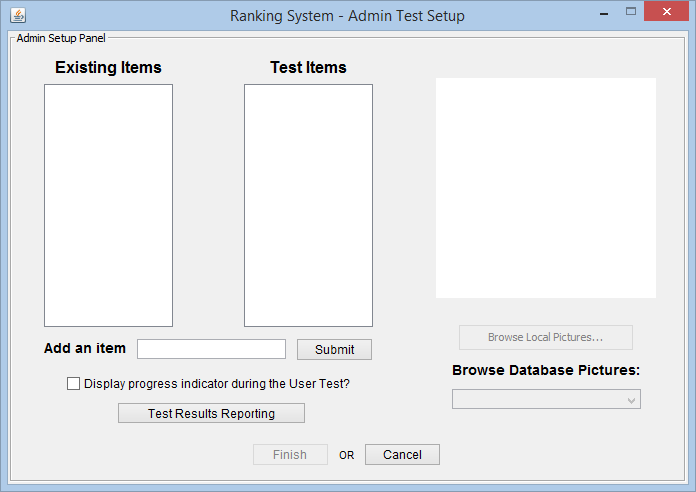 Ranking System - Admin Test Setup
Admin Setup Panel
Existing Items
Test Items
Add an item
Submit
Browse Local Pictures...
Browse Database Pictures:
Display progress indicator during the User Test?
Test Results Reporting
Finish
OR
Cancel